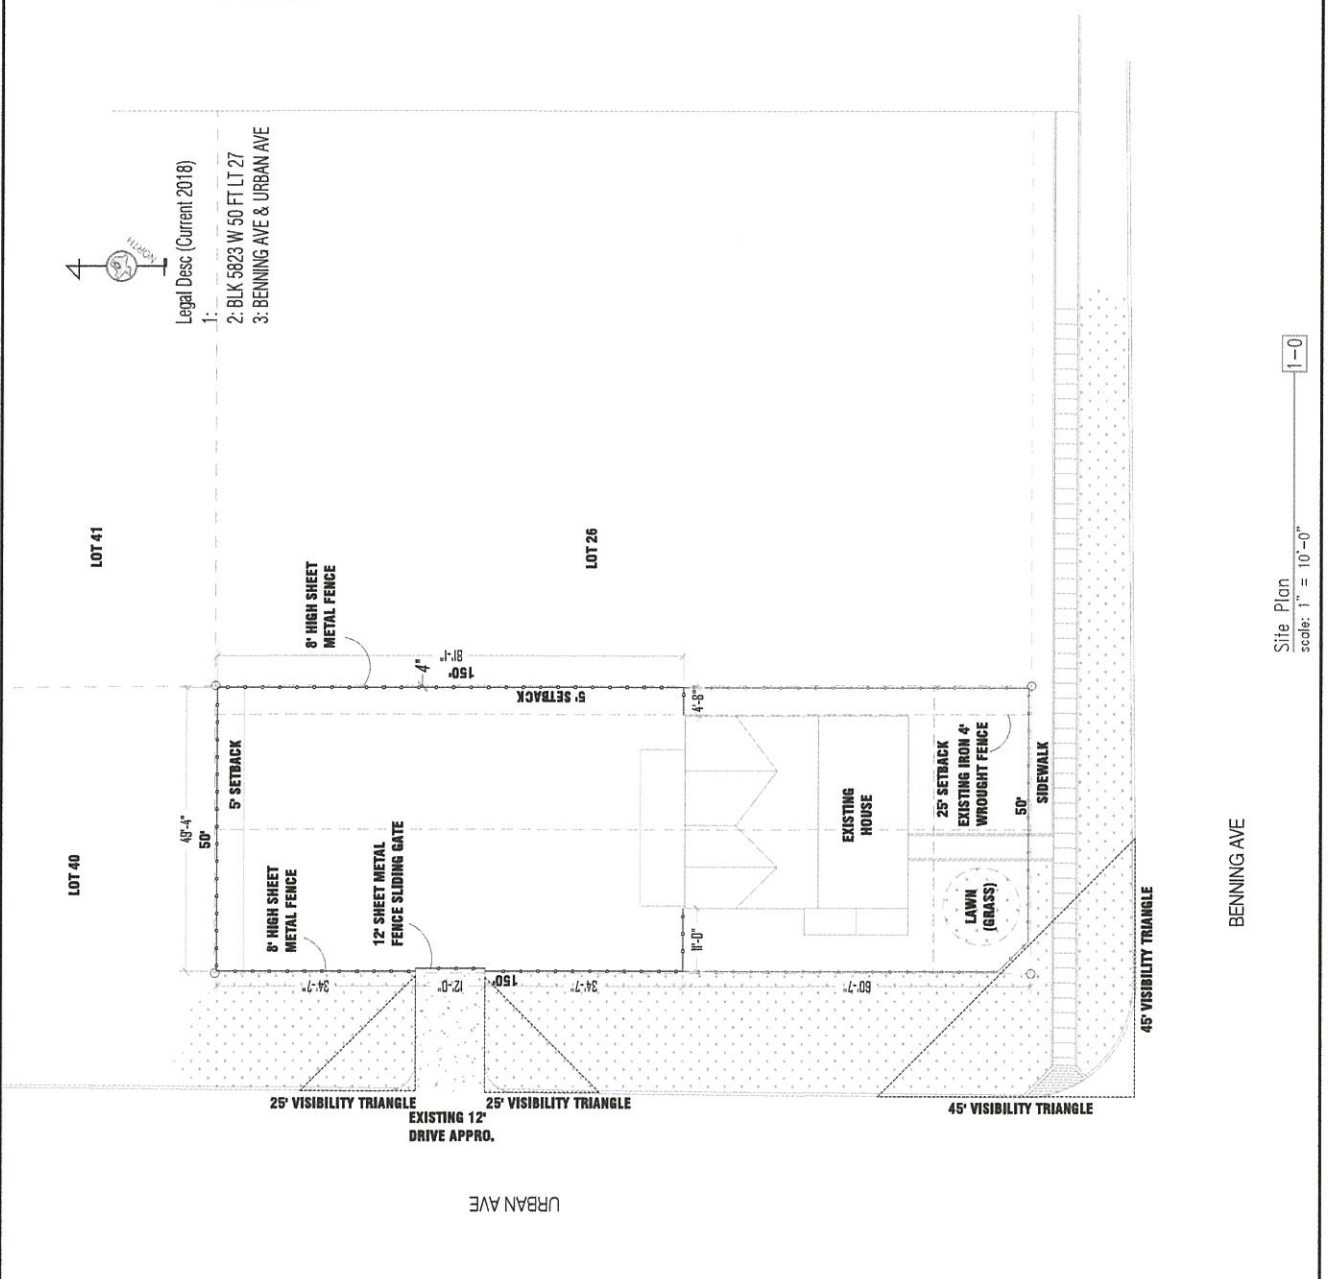 NORTH
Legal Desc (Current 2018)
1:
2: BLK 5823 W 50 FT LT 27
3: BENNING AVE & URBAN AVE
LOT 41
LOT 40
LOT 26
8' HIGH SHEET
METAL FENCE
81'-1"
150'
4"
5' SETBACK
49'-4"
50'
5' SETBACK
8' HIGH SHEET
METAL FENCE
12' SHEET METAL
FENCE SLIDING GATE
34'-7"
12'-0"
150'
34'-7"
11'-0"
4'-8"
60'-7"
EXISTING
HOUSE
25' SETBACK
EXISTING IRON 4'
WROUGHT FENCE
50'
SIDEWALK
LAWN
(GRASS)
25' VISIBILITY TRIANGLE
EXISTING 12'
DRIVE APPRO.
25' VISIBILITY TRIANGLE
45' VISIBILITY TRIANGLE
45' VISIBILITY TRIANGLE
URBAN AVE
BENNING AVE
Site Plan
scale: 1" = 10'-0"
1-0